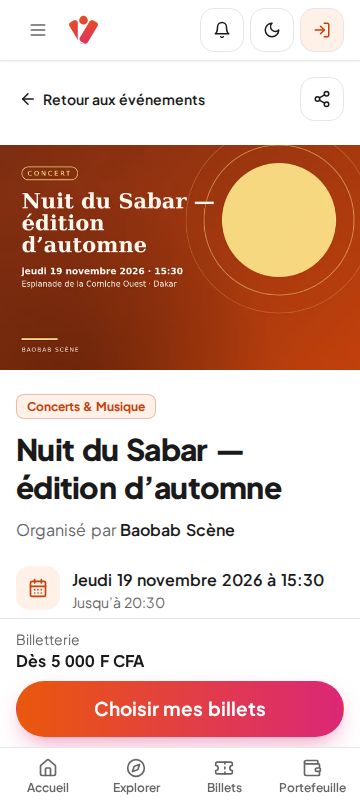 Retour aux événements
CONCERT
Nuit du Sabar —
édition
d’automne
jeudi 19 novembre 2026 · 15:30
Esplanade de la Corniche Ouest · Dakar
BAOBAB SCÈNE
Concerts & Musique
Nuit du Sabar —
édition d’automne
Organisé par Baobab Scène
Jeudi 19 novembre 2026 à 15:30
Jusqu’à 20:30
Billetterie
Dès 5 000 F CFA
Choisir mes billets
Accueil
Explorer
Billets
Portefeuille